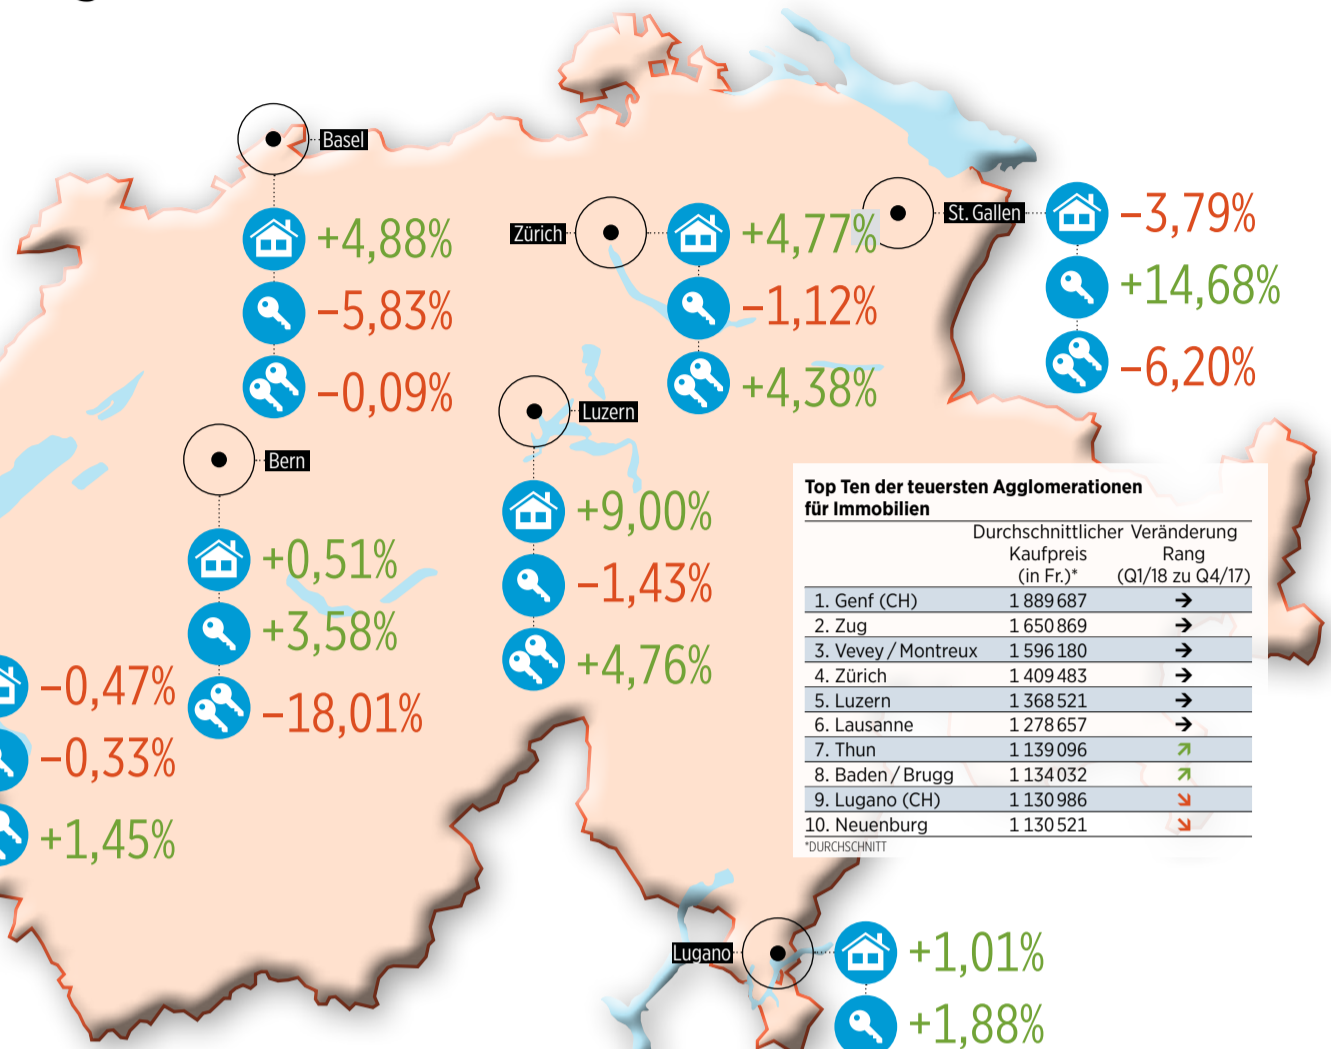 Basel
+4,88%
−5,83%
−0,09%
Zürich
+4,77%
−1,12%
+4,38%
St. Gallen
−3,79%
+14,68%
−6,20%
Bern
+0,51%
+3,58%
−18,01%
Luzern
+9,00%
−1,43%
+4,76%
−0,47%
−0,33%
+1,45%
Top Ten der teuersten Agglomerationen
für Immobilien
Durchschnittlicher Veränderung
Kaufpreis Rang
(in Fr.)* (Q1/18 zu Q4/17)
1. Genf (CH) 1 889 687 →
2. Zug 1 650 869 →
3. Vevey / Montreux 1 596 180 →
4. Zürich 1 409 483 →
5. Luzern 1 368 521 →
6. Lausanne 1 278 657 →
7. Thun 1 139 096 ↗
8. Baden / Brugg 1 134 032 ↗
9. Lugano (CH) 1 130 986 ↘
10. Neuenburg 1 130 521 ↘
*DURCHSCHNITT
Lugano
+1,01%
+1,88%